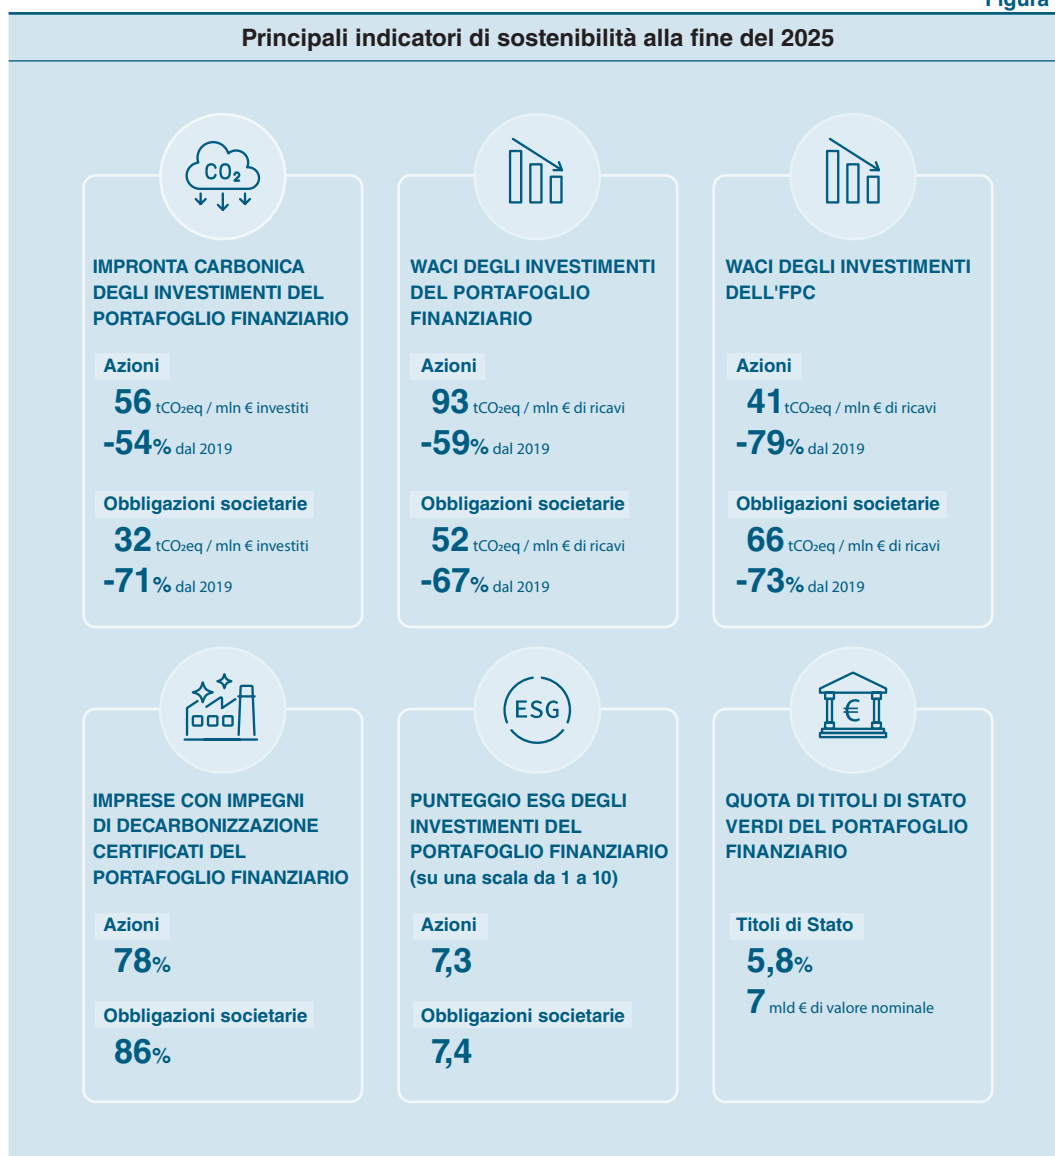 Figura
Principali indicatori di sostenibilità alla fine del 2025
CO₂
IMPRONTA CARBONICA
DEGLI INVESTIMENTI DEL
PORTAFOGLIO FINANZIARIO
Azioni
56 tCO₂eq / mln € investiti
-54% dal 2019
Obbligazioni societarie
32 tCO₂eq / mln € investiti
-71% dal 2019
WACI DEGLI INVESTIMENTI
DEL PORTAFOGLIO
FINANZIARIO
Azioni
93 tCO₂eq / mln € di ricavi
-59% dal 2019
Obbligazioni societarie
52 tCO₂eq / mln € di ricavi
-67% dal 2019
WACI DEGLI INVESTIMENTI
DELL'FPC
Azioni
41 tCO₂eq / mln € di ricavi
-79% dal 2019
Obbligazioni societarie
66 tCO₂eq / mln € di ricavi
-73% dal 2019
IMPRESE CON IMPEGNI
DI DECARBONIZZAZIONE
CERTIFICATI DEL
PORTAFOGLIO FINANZIARIO
Azioni
78%
Obbligazioni societarie
86%
ESG
PUNTEGGIO ESG DEGLI
INVESTIMENTI DEL
PORTAFOGLIO FINANZIARIO
(su una scala da 1 a 10)
Azioni
7,3
Obbligazioni societarie
7,4
€
QUOTA DI TITOLI DI STATO
VERDI DEL PORTAFOGLIO
FINANZIARIO
Titoli di Stato
5,8%
7 mld € di valore nominale